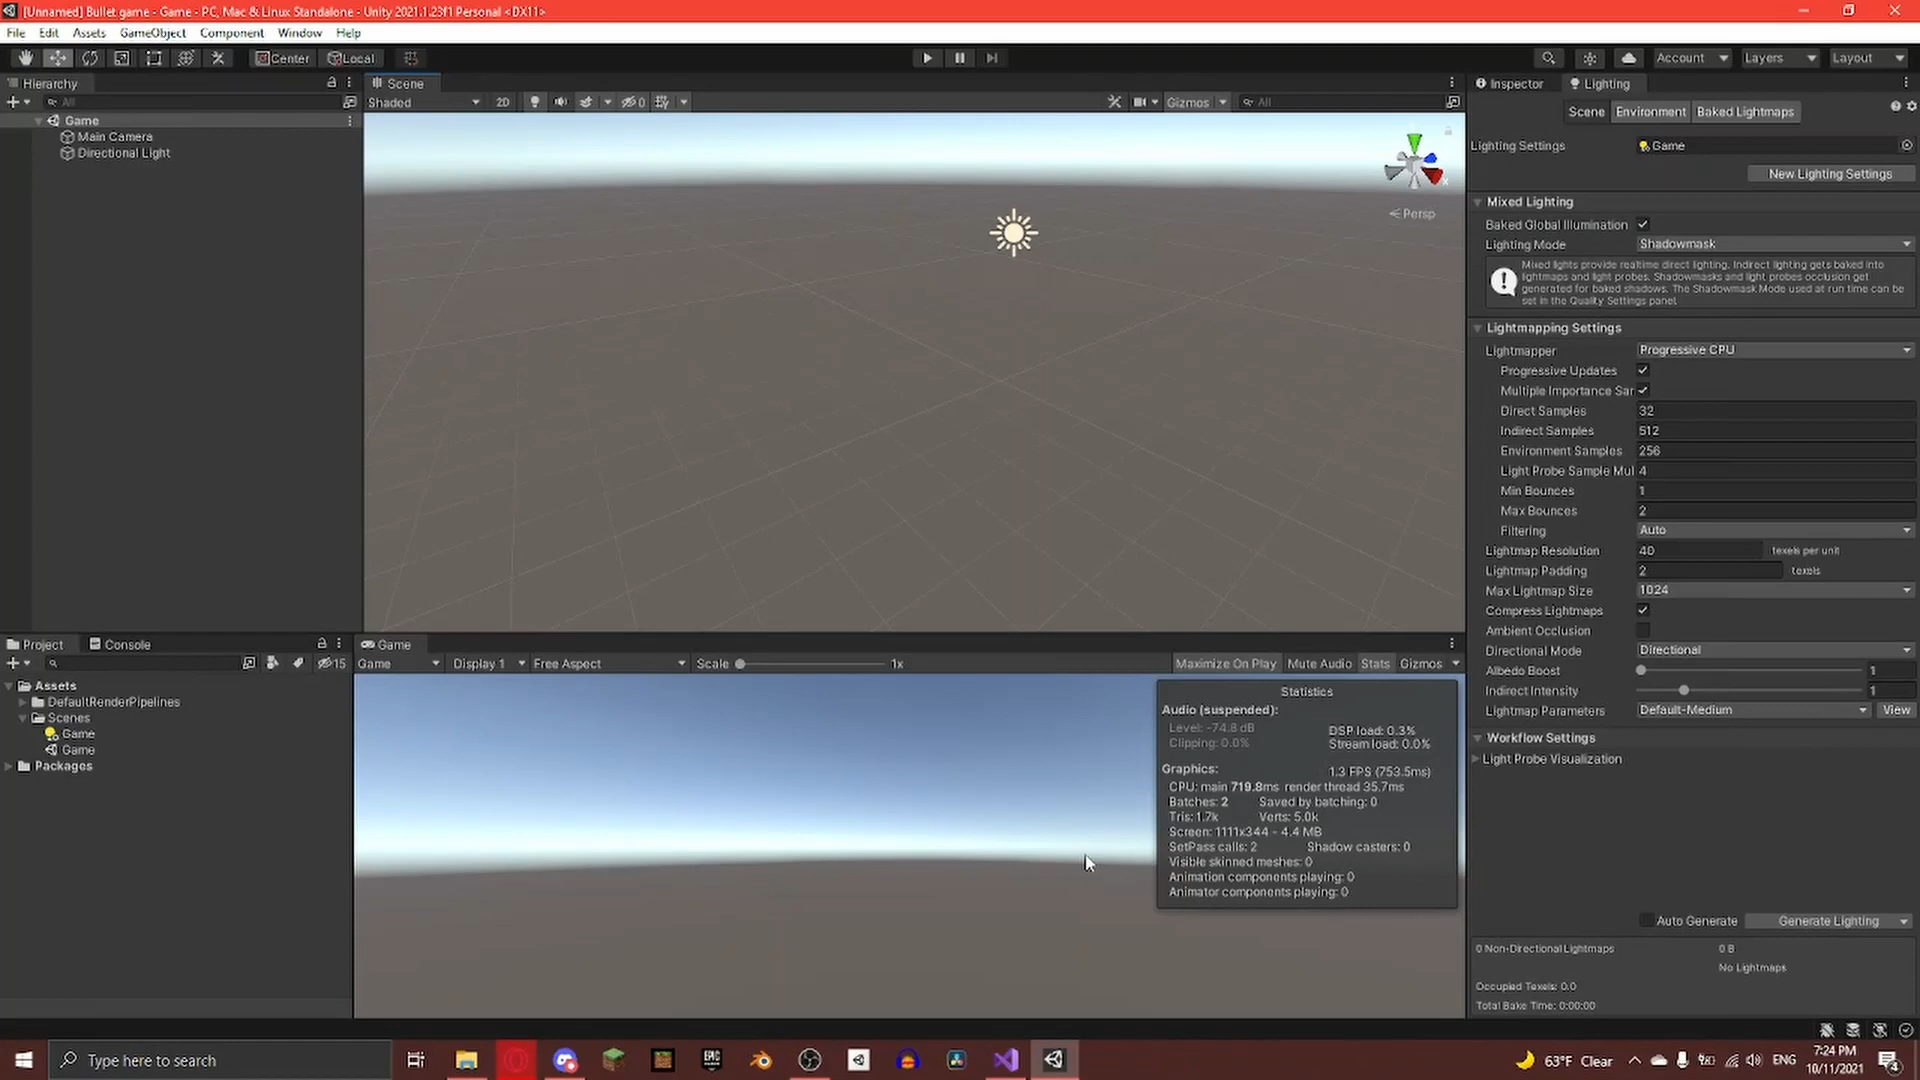 [Unnamed] Bullet game - Game - PC, Mac & Linux Standalone - Unity 2021.1.23f1 Personal <DX11>
File Edit Assets GameObject Component Window Help
Center Local
Account Layers Layout
Hierarchy
All
Game
Main Camera
Directional Light
Scene
Shaded 2D 0 Gizmos All
Persp
Inspector Lighting
Scene Environment Baked Lightmaps
Lighting Settings Game
New Lighting Settings
Mixed Lighting
Baked Global Illumination
Lighting Mode Shadowmask
Mixed lights provide realtime direct lighting. Indirect lighting gets baked into
lightmaps and light probes. Shadowmasks and light probes occlusion get
generated for baked shadows. The Shadowmask Mode used at run time can be
set in the Quality Settings panel.
Lightmapping Settings
Lightmapper Progressive CPU
Progressive Updates
Multiple Importance Sar
Direct Samples 32
Indirect Samples 512
Environment Samples 256
Light Probe Sample Mul 4
Min Bounces 1
Max Bounces 2
Filtering Auto
Lightmap Resolution 40 texels per unit
Lightmap Padding 2 texels
Max Lightmap Size 1024
Compress Lightmaps
Ambient Occlusion
Directional Mode Directional
Albedo Boost 1
Indirect Intensity 1
Lightmap Parameters Default-Medium View
Workflow Settings
Light Probe Visualization
Auto Generate Generate Lighting
0 Non-Directional Lightmaps 0 B
No Lightmaps
Occupied Texels: 0.0
Total Bake Time: 0:00:00
Project Console
15
Assets
DefaultRenderPipelines
Scenes
Game
Game
Packages
Game
Game Display 1 Free Aspect Scale 1x Maximize On Play Mute Audio Stats Gizmos
Statistics
Audio (suspended):
Level: -74.8 dB DSP load: 0.3%
Clipping: 0.0% Stream load: 0.0%
Graphics: 1.3 FPS (753.5ms)
CPU: main 719.8ms render thread 35.7ms
Batches: 2 Saved by batching: 0
Tris: 1.7k Verts: 5.0k
Screen: 1111x344 - 4.4 MB
SetPass calls: 2 Shadow casters: 0
Visible skinned meshes: 0
Animation components playing: 0
Animator components playing: 0
Type here to search
EPIC
63°F Clear
ENG
7:24 PM
10/11/2021
4